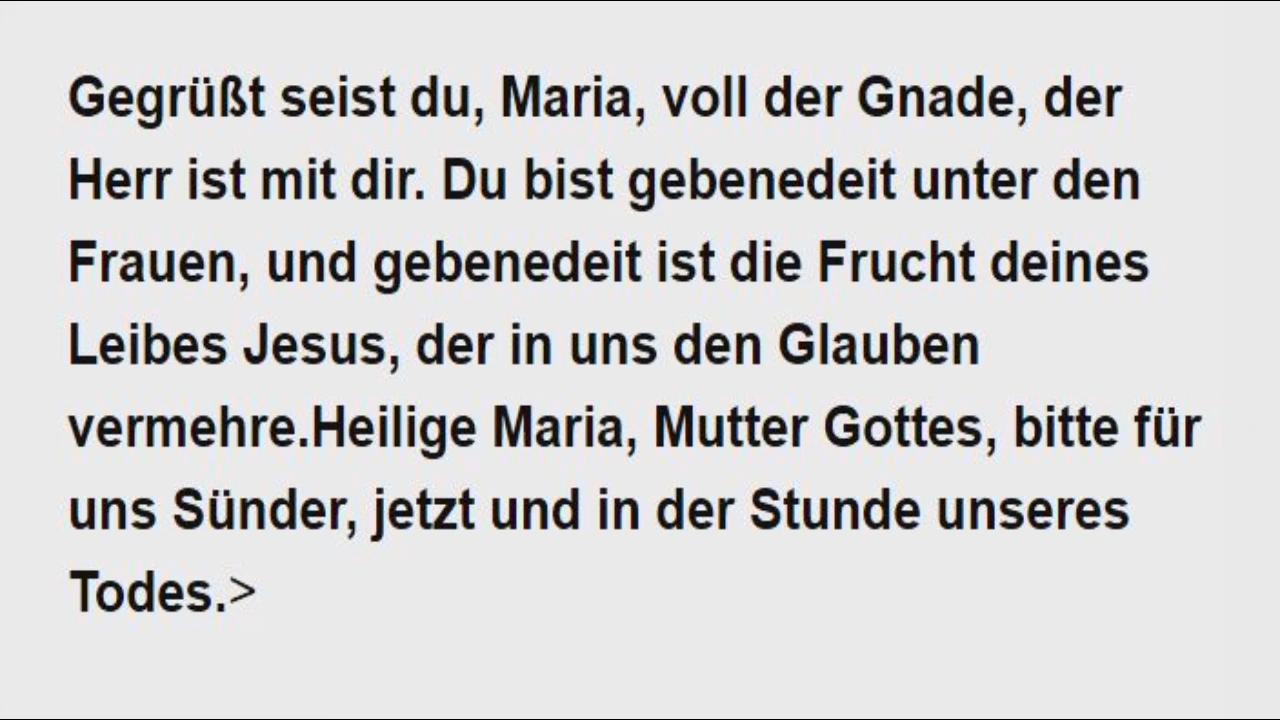 Gegrüßt seist du, Maria, voll der Gnade, der
Herr ist mit dir. Du bist gebenedeit unter den
Frauen, und gebenedeit ist die Frucht deines
Leibes Jesus, der in uns den Glauben
vermehre.Heilige Maria, Mutter Gottes, bitte für
uns Sünder, jetzt und in der Stunde unseres
Todes.>